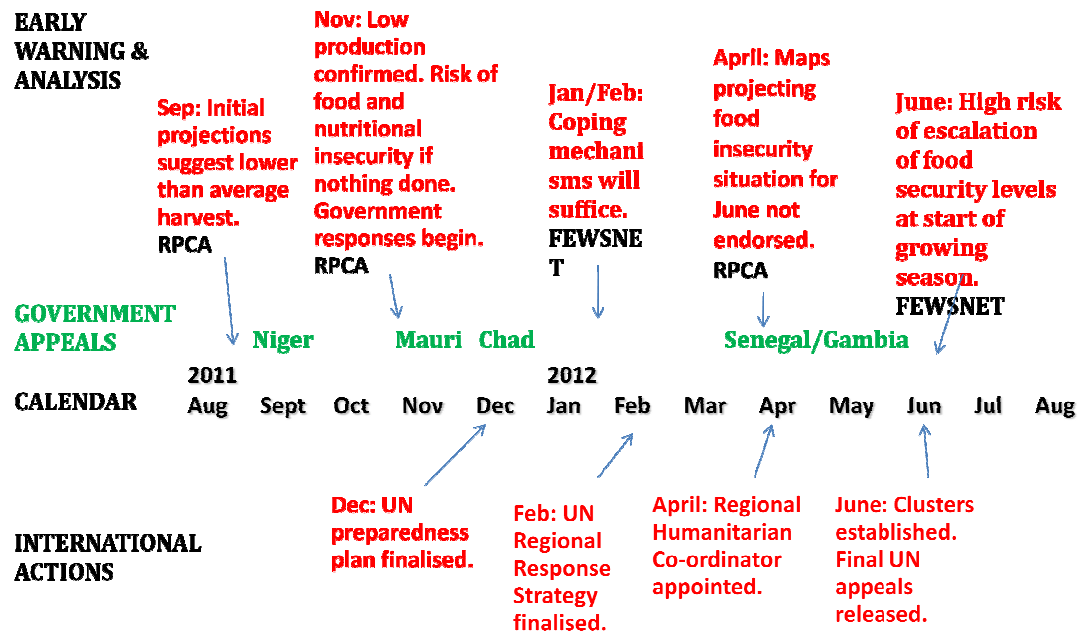 EARLY
WARNING &
ANALYSIS
Sep: Initial
projections
suggest lower
than average
harvest.
RPCA
Nov: Low
production
confirmed. Risk of
food and
nutritional
insecurity if
nothing done.
Government
responses begin.
RPCA
Jan/Feb:
Coping
mechani
sms will
suffice.
FEWSNE
T
April: Maps
projecting
food
insecurity
situation for
June not
endorsed.
RPCA
June: High risk
of escalation
of food
security levels
at start of
growing
season.
FEWSNET
GOVERNMENT
APPEALS
Niger
Mauri
Chad
Senegal/Gambia
2011
2012
CALENDAR
Aug Sept Oct Nov Dec Jan Feb Mar Apr May Jun Jul Aug
INTERNATIONAL
ACTIONS
Dec: UN
preparedness
plan finalised.
Feb: UN
Regional
Response
Strategy
finalised.
April: Regional
Humanitarian
Co-ordinator
appointed.
June: Clusters
established.
Final UN
appeals
released.